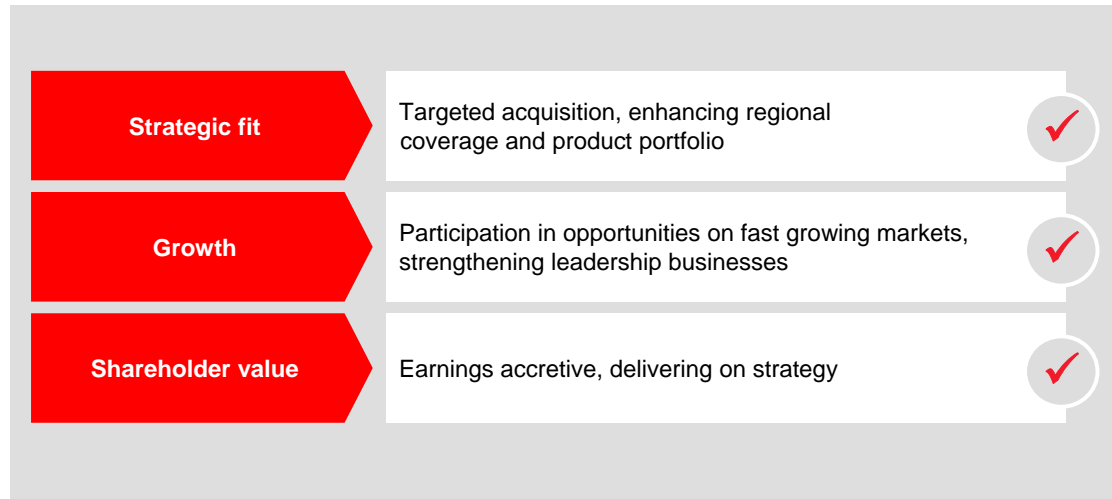 Strategic fit
Targeted acquisition, enhancing regional
coverage and product portfolio
Growth
Participation in opportunities on fast growing markets,
strengthening leadership businesses
Shareholder value
Earnings accretive, delivering on strategy